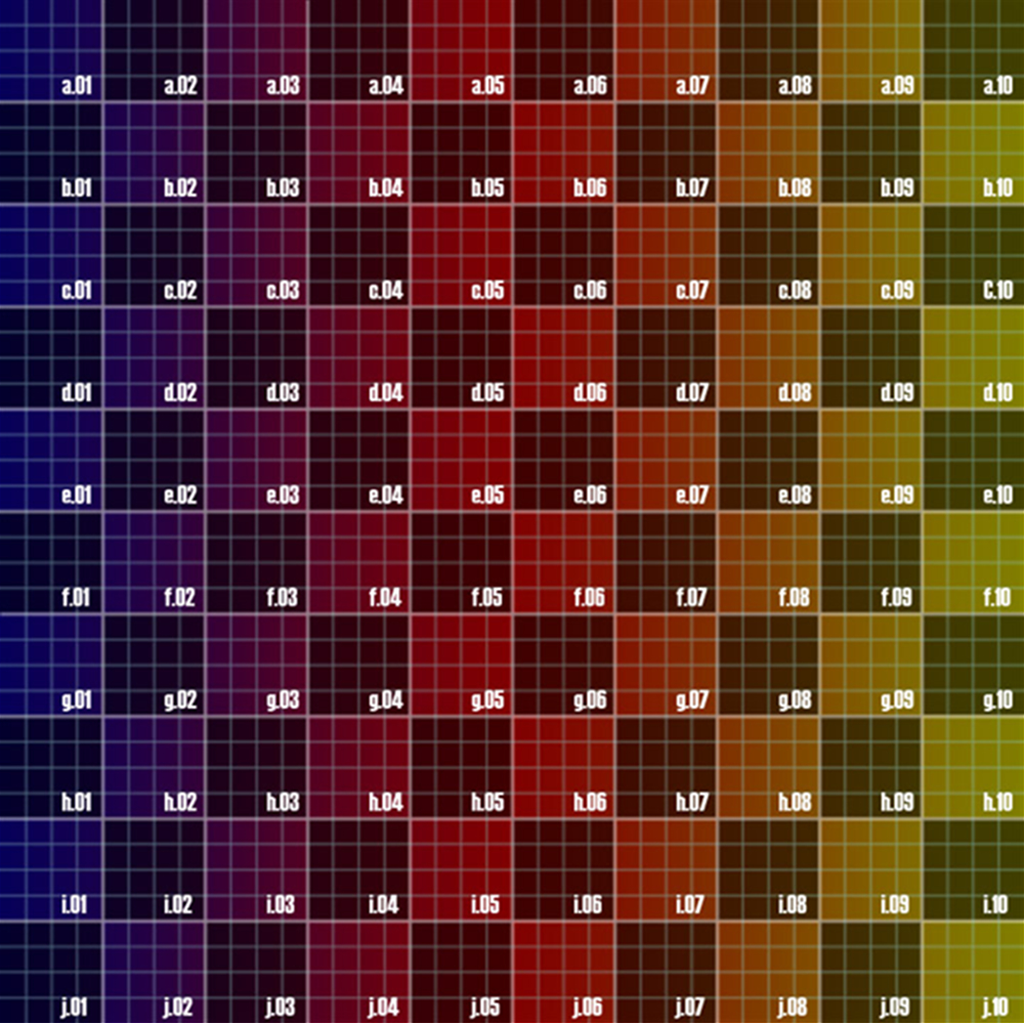 a.01 a.02 a.03 a.04 a.05 a.06 a.07 a.08 a.09 a.10
b.01 b.02 b.03 b.04 b.05 b.06 b.07 b.08 b.09 b.10
c.01 c.02 c.03 c.04 c.05 c.06 c.07 c.08 c.09 C.10
d.01 d.02 d.03 d.04 d.05 d.06 d.07 d.08 d.09 d.10
e.01 e.02 e.03 e.04 e.05 e.06 e.07 e.08 e.09 e.10
f.01 f.02 f.03 f.04 f.05 f.06 f.07 f.08 f.09 f.10
g.01 g.02 g.03 g.04 g.05 g.06 g.07 g.08 g.09 g.10
h.01 h.02 h.03 h.04 h.05 h.06 h.07 h.08 h.09 h.10
i.01 i.02 i.03 i.04 i.05 i.06 i.07 i.08 i.09 i.10
j.01 j.02 j.03 j.04 j.05 j.06 j.07 j.08 j.09 j.10